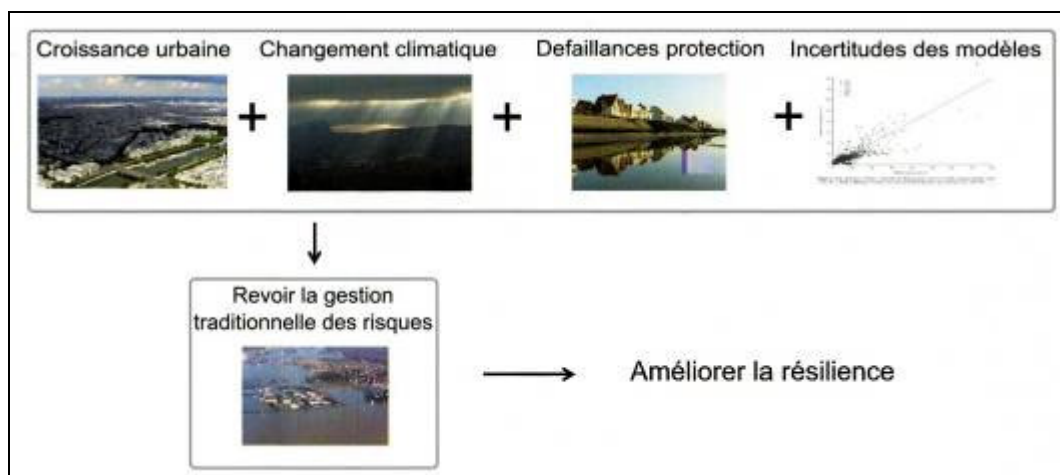 Croissance urbaine
Changement climatique
Defaillances protection
Incertitudes des modèles
+
+
+
Revoir la gestion
traditionnelle des risques
Améliorer la résilience